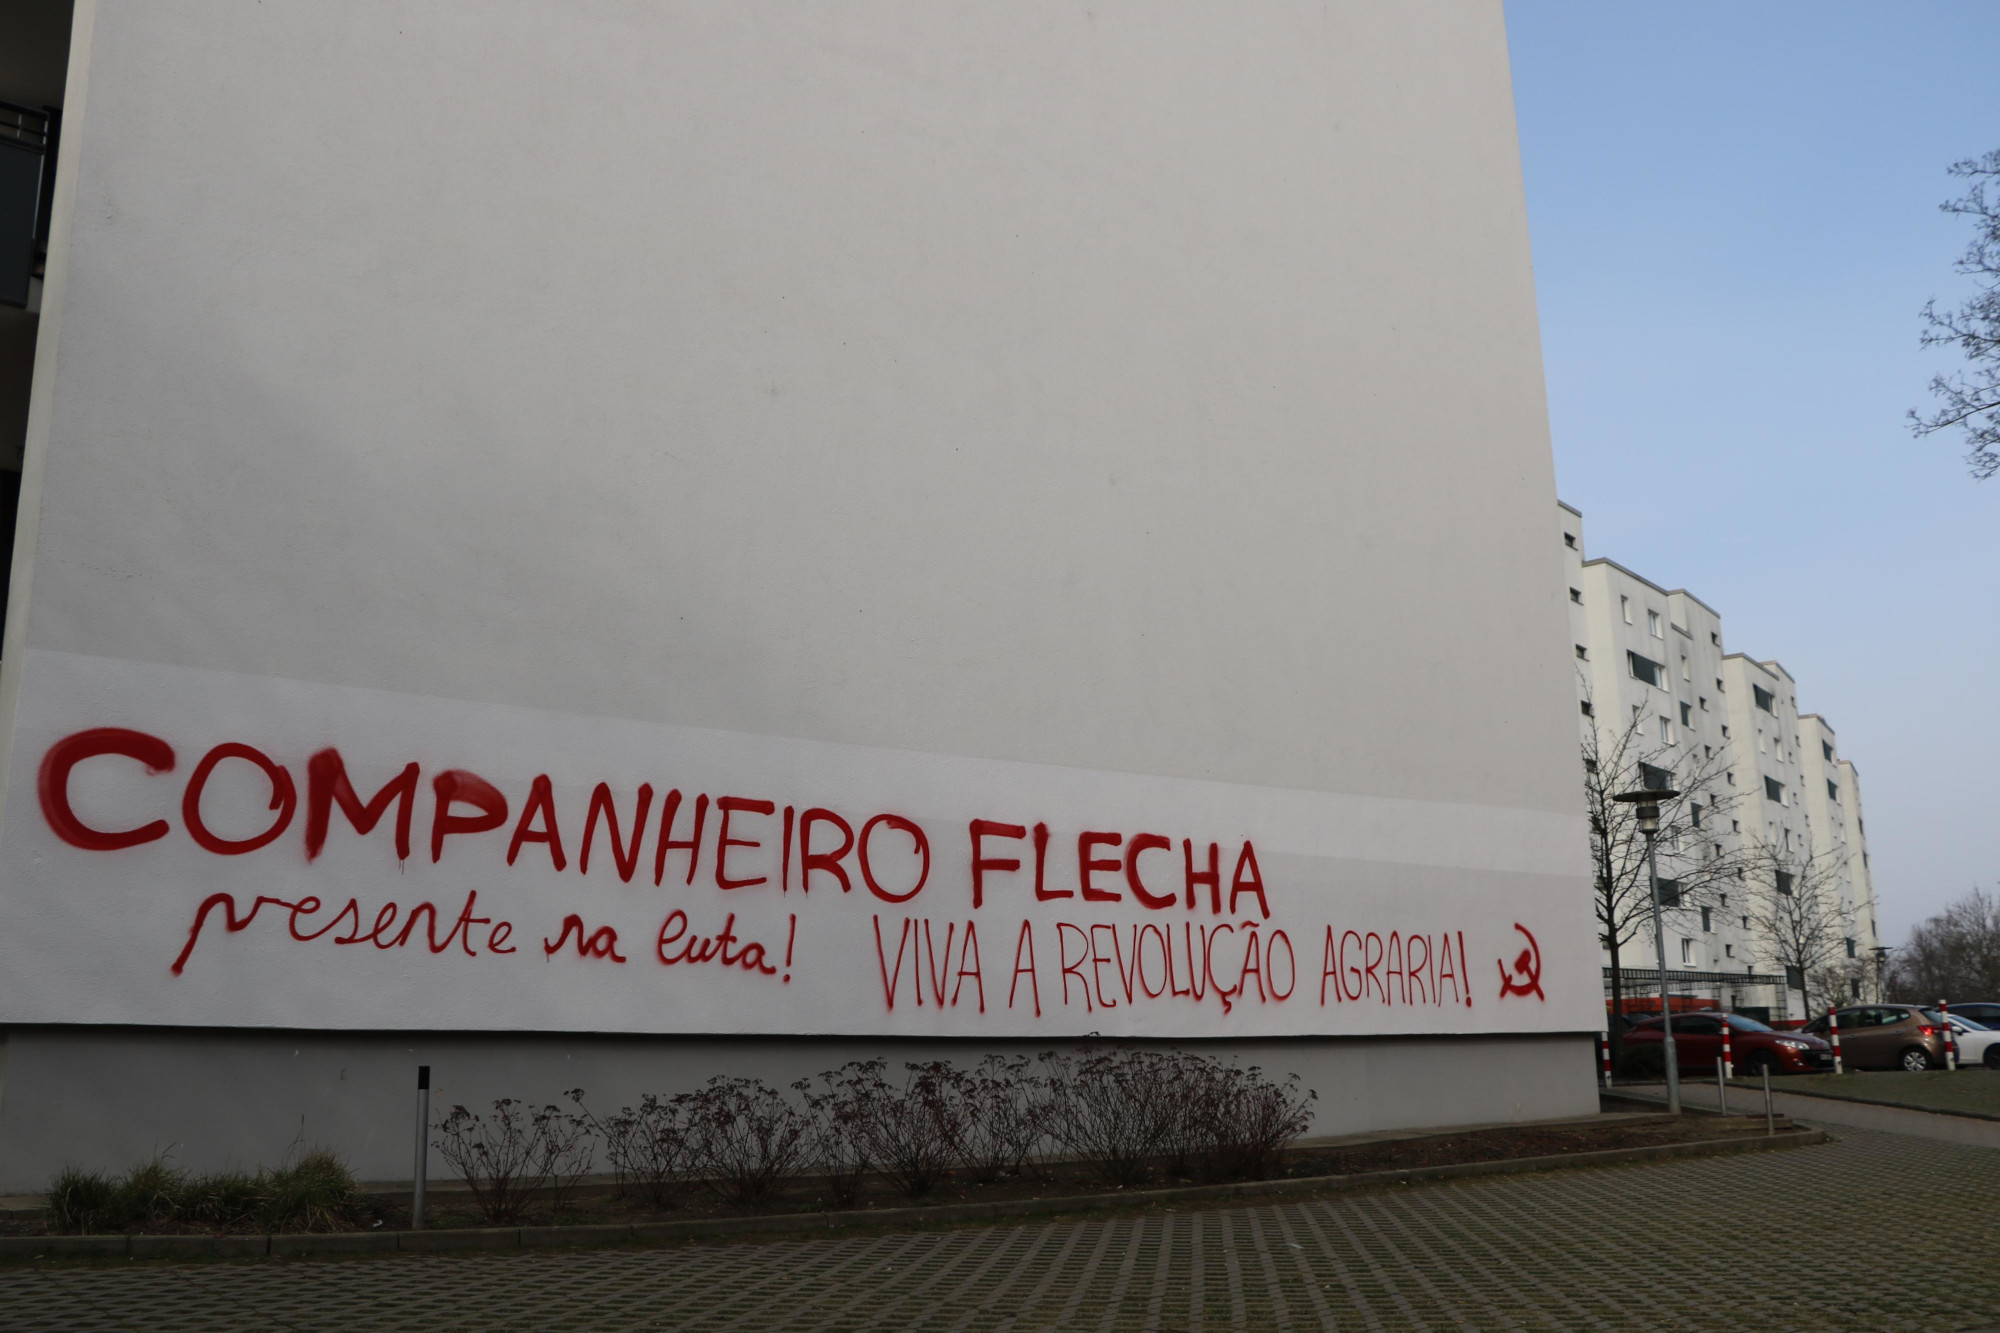 COMPANHEIRO FLECHA
presente na luta! VIVA A REVOLUÇÃO AGRARIA!